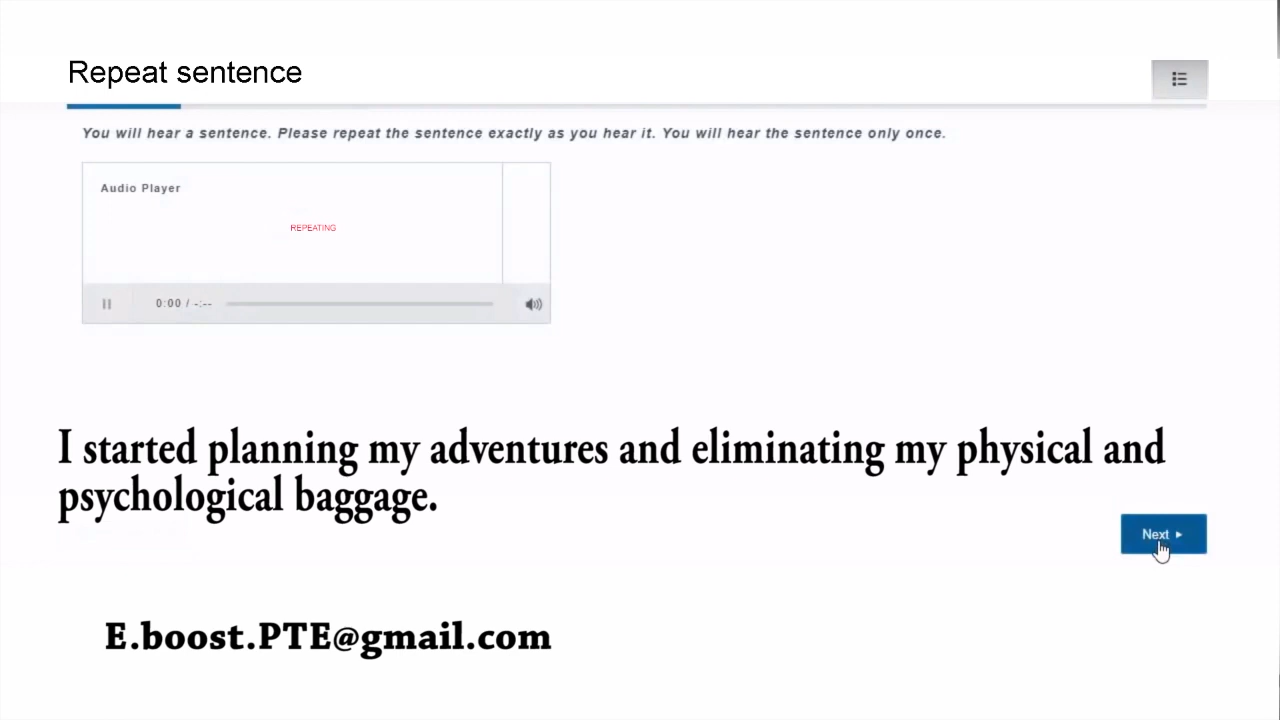 Repeat sentence
You will hear a sentence. Please repeat the sentence exactly as you hear it. You will hear the sentence only once.
Audio Player
REPEATING
0:00 / -:--
I started planning my adventures and eliminating my physical and
psychological baggage.
Next
E.boost.PTE@gmail.com